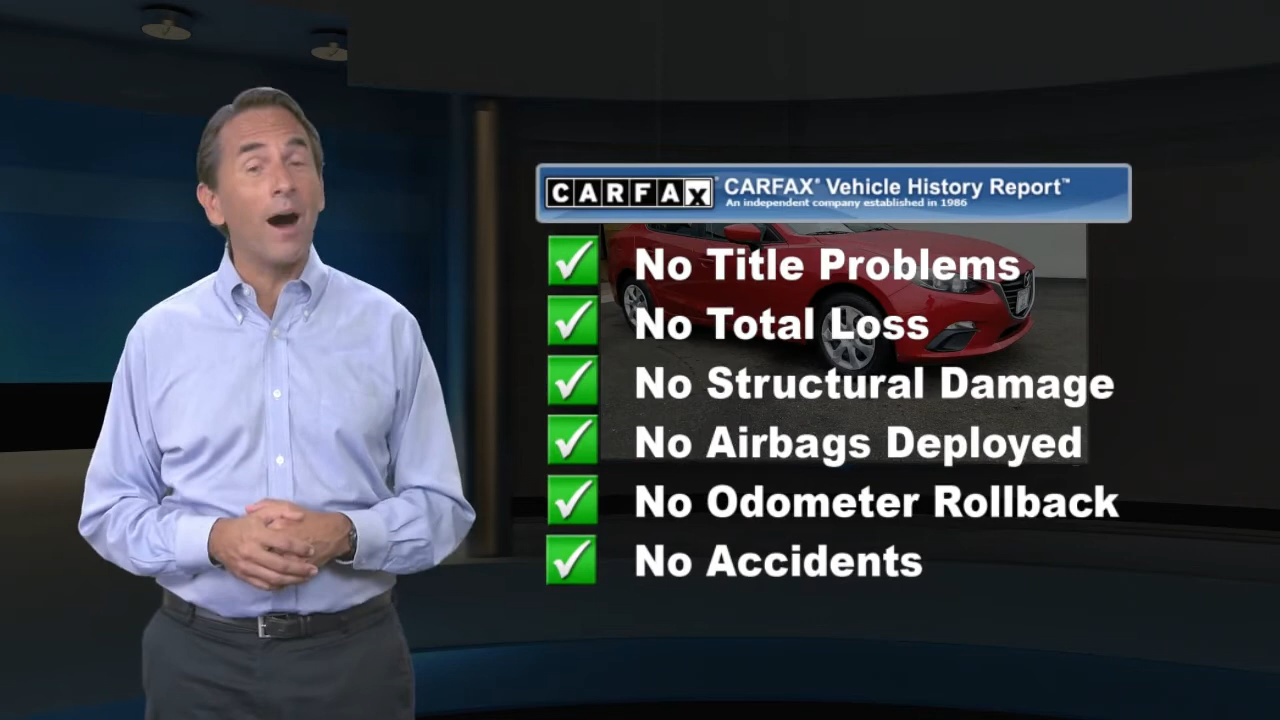 CARFAX® CARFAX® Vehicle History Report™
An independent company established in 1986
No Title Problems
No Total Loss
No Structural Damage
No Airbags Deployed
No Odometer Rollback
No Accidents